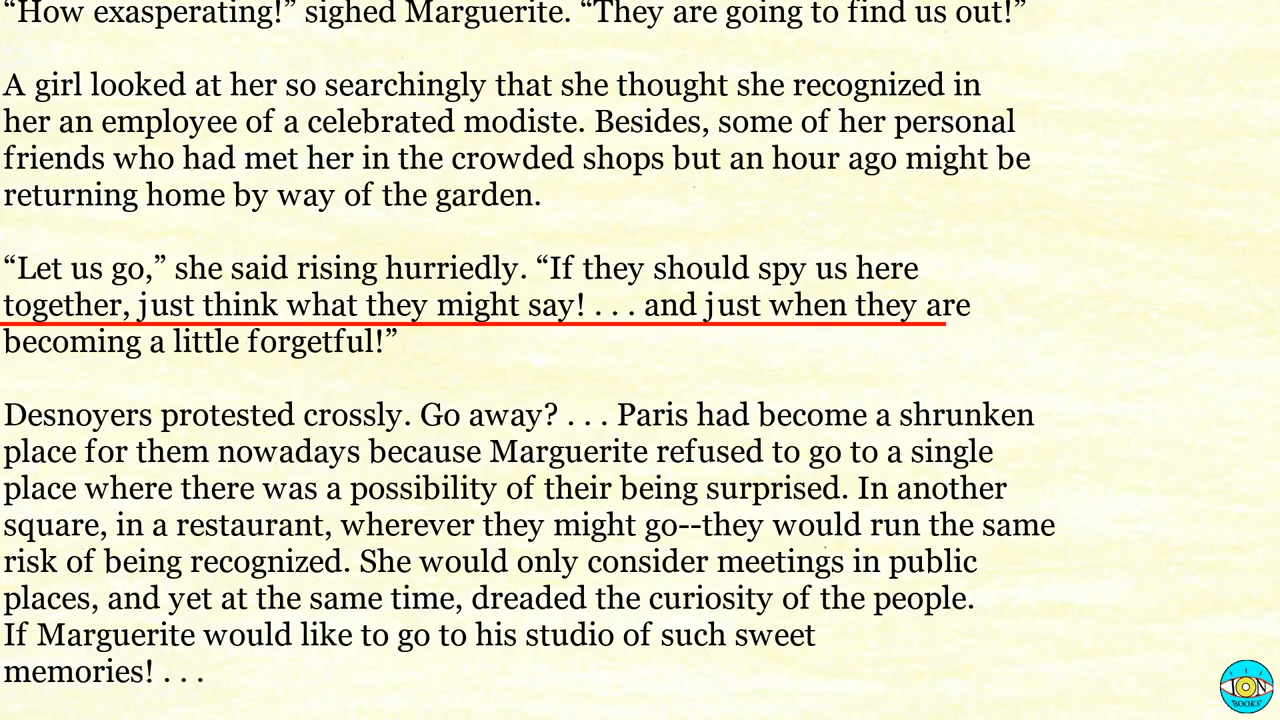 “How exasperating!” sighed Marguerite. “They are going to find us out!”
A girl looked at her so searchingly that she thought she recognized in
her an employee of a celebrated modiste. Besides, some of her personal
friends who had met her in the crowded shops but an hour ago might be
returning home by way of the garden.
“Let us go,” she said rising hurriedly. “If they should spy us here
together, just think what they might say! . . . and just when they are
becoming a little forgetful!”
Desnoyers protested crossly. Go away? . . . Paris had become a shrunken
place for them nowadays because Marguerite refused to go to a single
place where there was a possibility of their being surprised. In another
square, in a restaurant, wherever they might go--they would run the same
risk of being recognized. She would only consider meetings in public
places, and yet at the same time, dreaded the curiosity of the people.
If Marguerite would like to go to his studio of such sweet
memories! . . .
ION
BOOKS